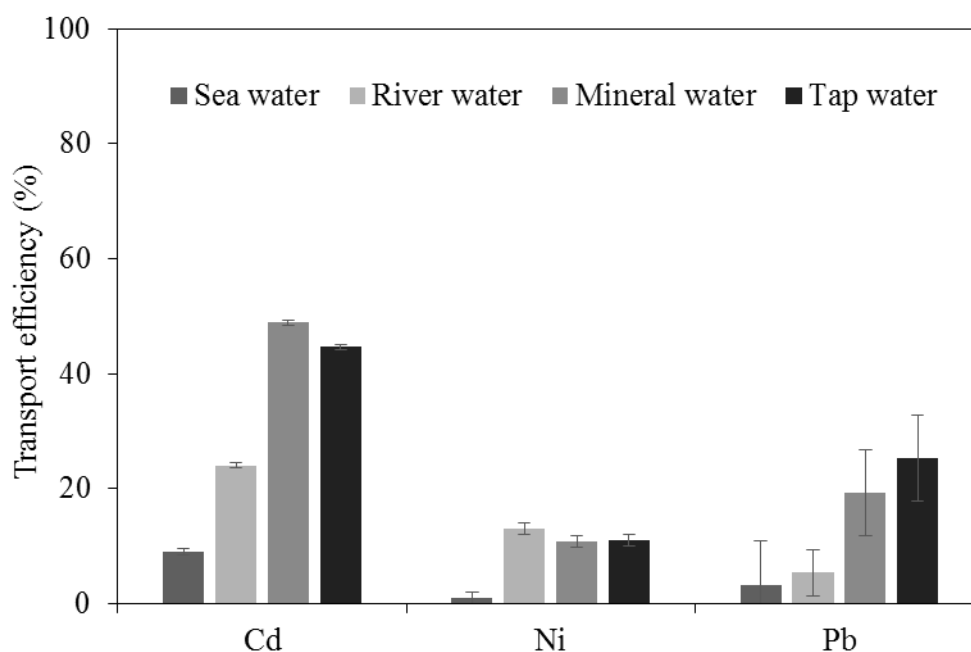 100
Sea water River water Mineral water Tap water
80
60
40
20
0
Transport efficiency (%)
Cd Ni Pb